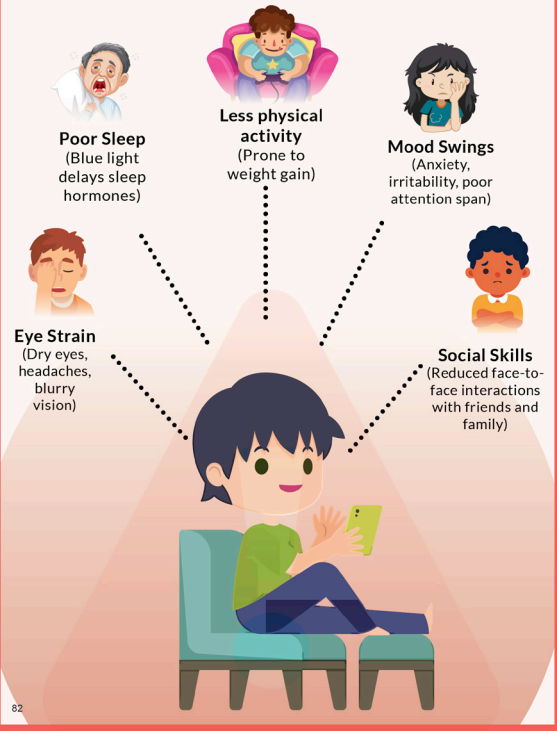 Poor Sleep
(Blue light
delays sleep
hormones)
Less physical
activity
(Prone to
weight gain)
Mood Swings
(Anxiety,
irritability, poor
attention span)
Eye Strain
(Dry eyes,
headaches,
blurry
vision)
Social Skills
(Reduced face-to-
face interactions
with friends and
family)
82